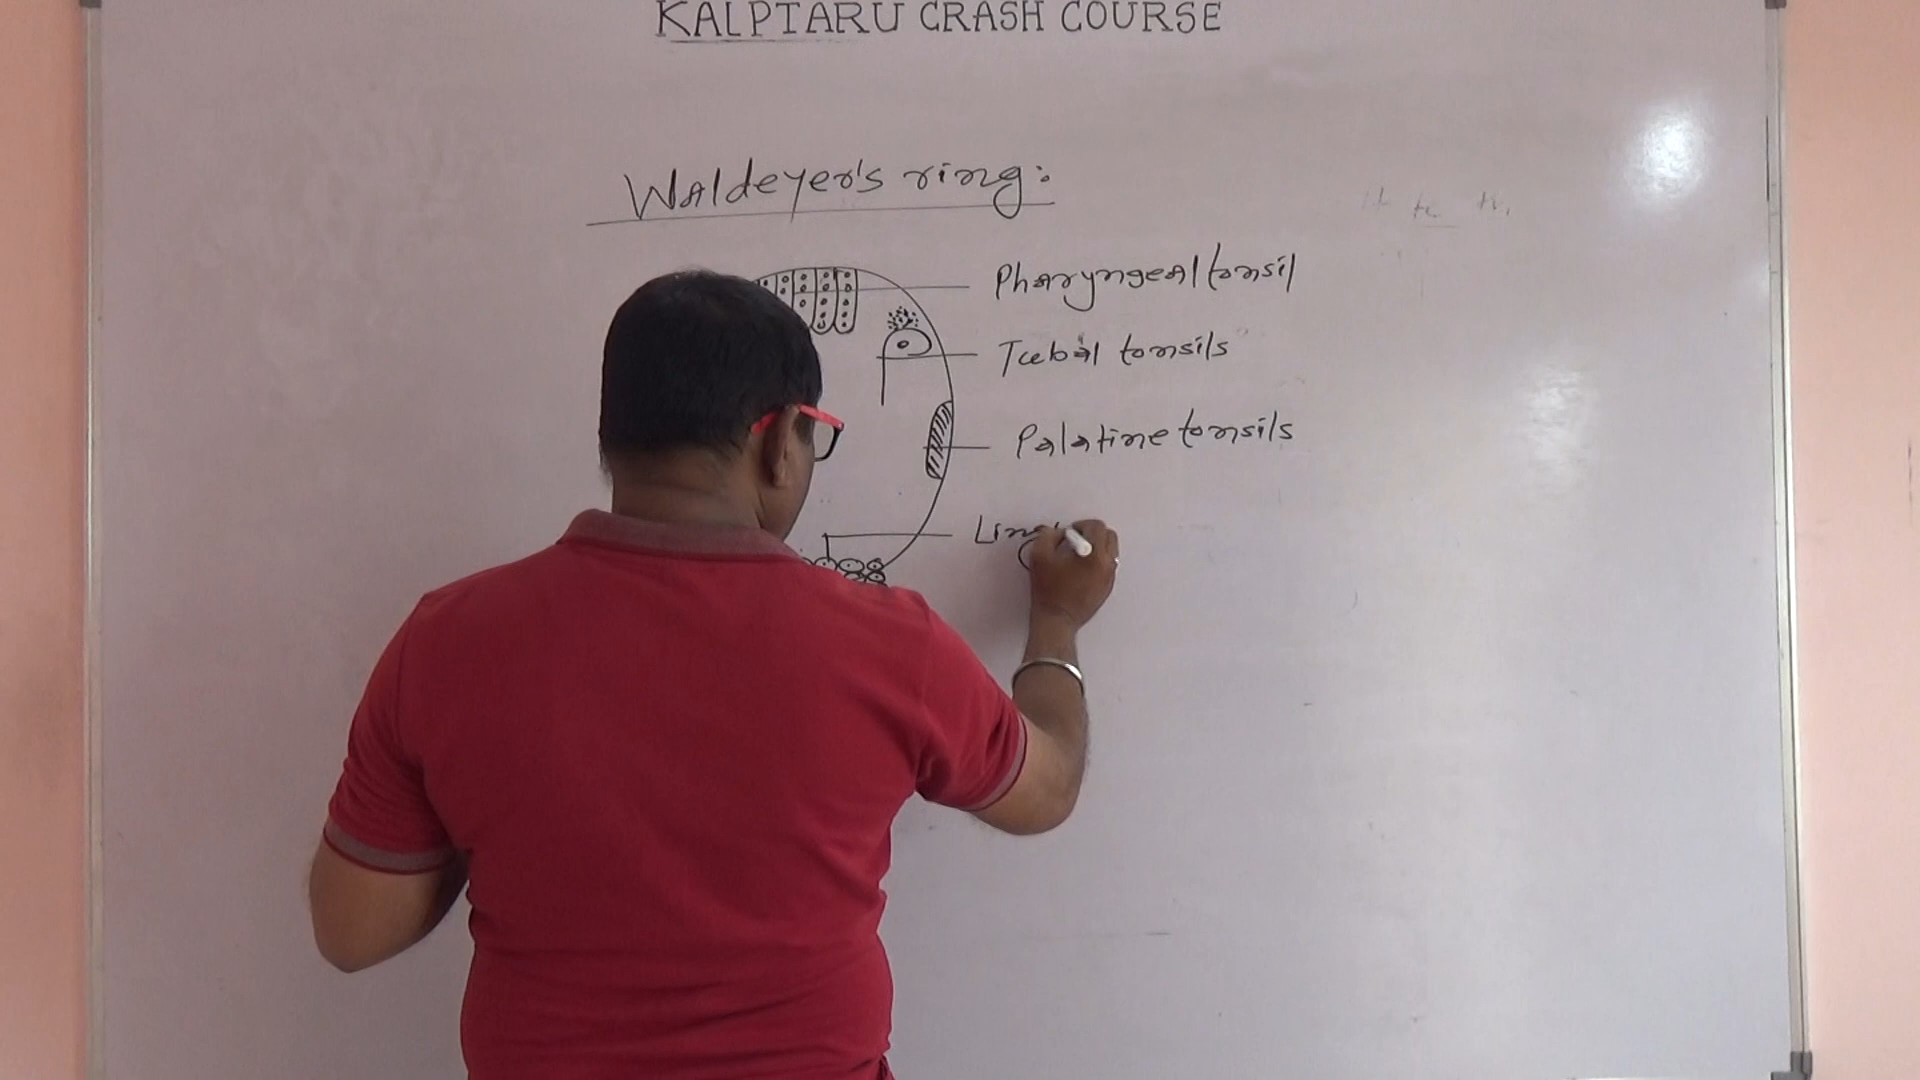 KALPTARU CRASH COURSE
Waldeyer's ring:
Pharyngeal tonsil
Tubal tonsils
Palatine tonsils